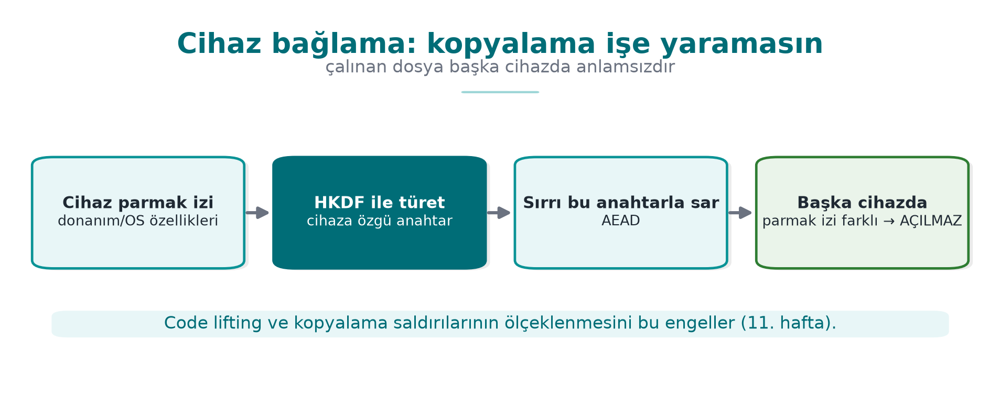 Cihaz bağlama: kopyalama işe yaramasın
çalınan dosya başka cihazda anlamsızdır
Cihaz parmak izi
donanım/OS özellikleri
HKDF ile türet
cihaza özgü anahtar
Sırrı bu anahtarla sar
AEAD
Başka cihazda
parmak izi farklı → AÇILMAZ
Code lifting ve kopyalama saldırılarının ölçeklenmesini bu engeller (11. hafta).